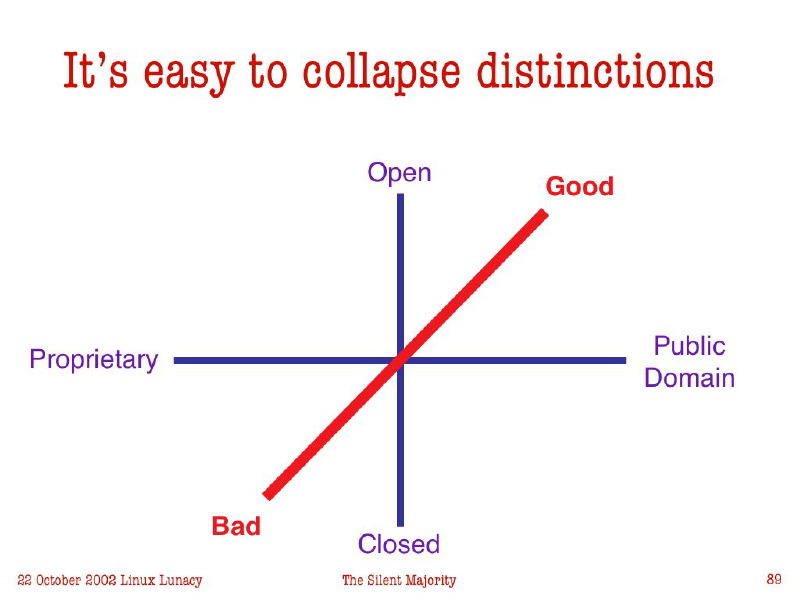 It's easy to collapse distinctions
Open
Good
Proprietary
Public
Domain
Bad
Closed
22 October 2002 Linux Lunacy
The Silent Majority
89